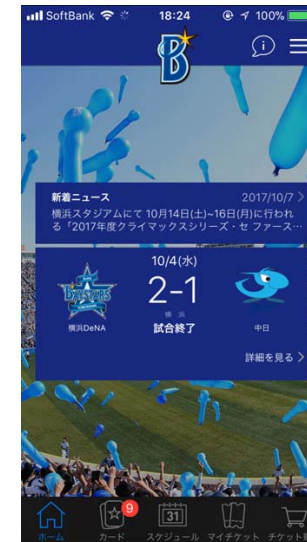 SoftBank 18:24 100%
B
新着ニュース 2017/10/7
横浜スタジアムにて 10月14日(土)~16日(月)に行われ
る「2017年度クライマックスシリーズ・セ ファース…
10/4(水)
BAYSTARS 2-1
横浜
横浜DeNA 試合終了 中日
詳細を見る
9
31
ホーム カード スケジュール マイチケット チケット